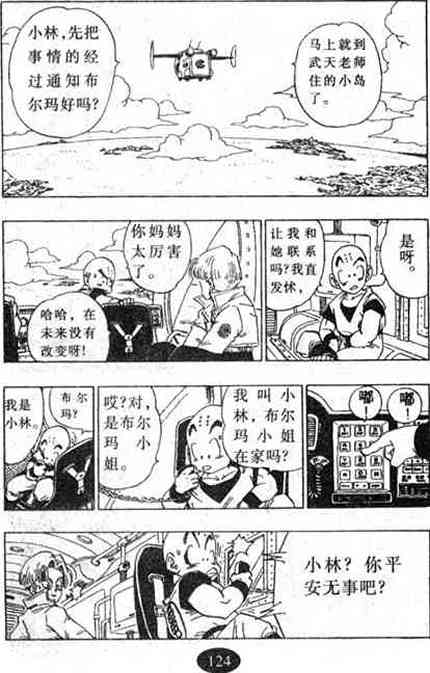 马上就到
武天老师
住的小岛
了。
小林,先把
事情的经
过通知布
尔玛好吗?
是呀。
让我和
她联系
吗?我直
发怵,
你妈妈
太厉害
了。
哈哈,在
未来没有
改变呀!
嘟!
嘟!
我叫小
林,布尔
玛小姐
在家吗?
哎?对,
是布尔
玛小
姐。
布尔
玛?
我是
小林。
小林?你平
安无事吧?
124